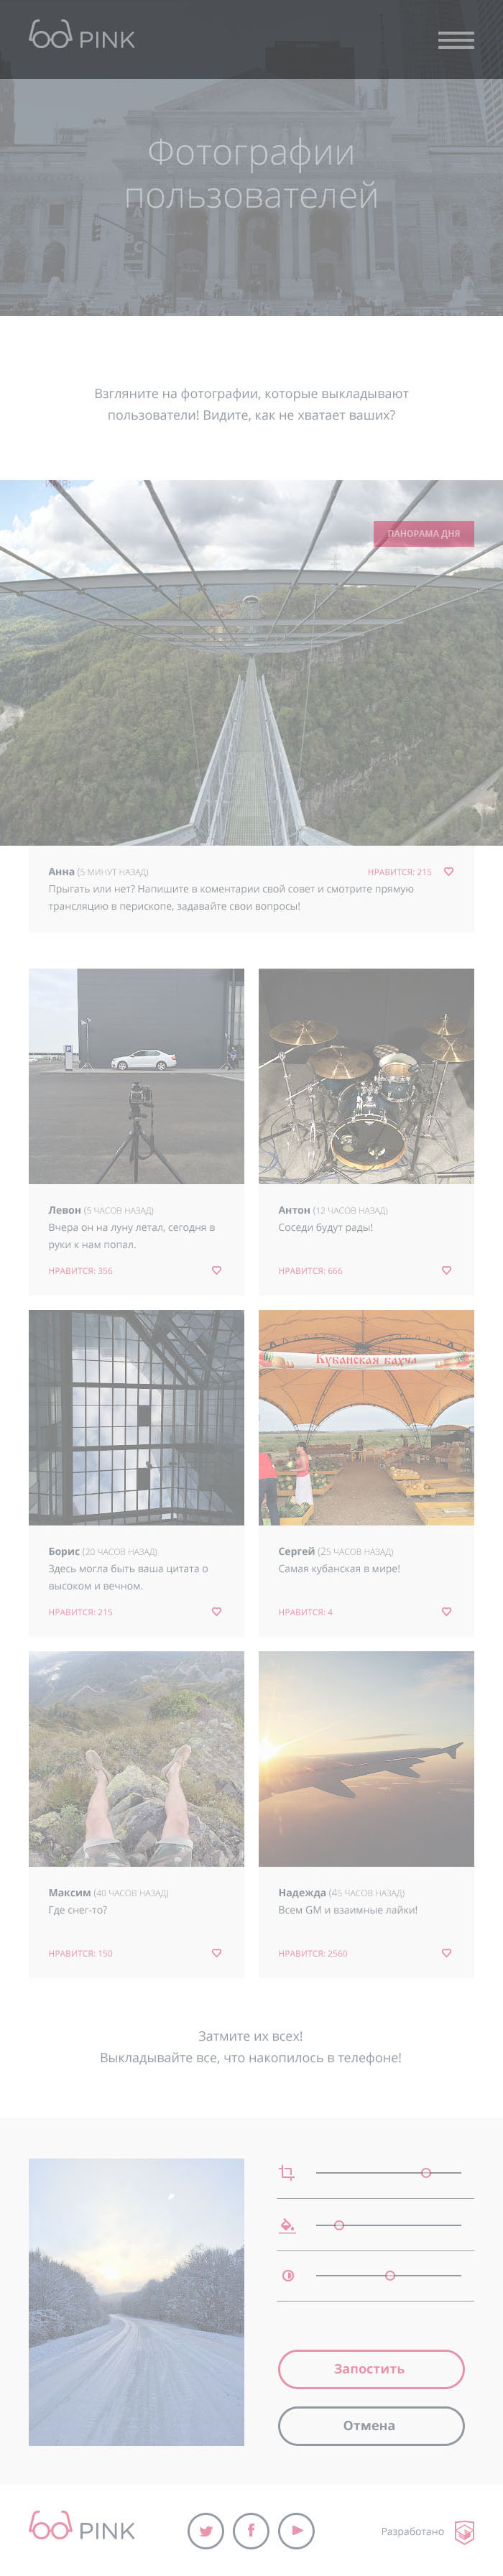 PINK
Фотографии
пользователей
Взгляните на фотографии, которые выкладывают
пользователи! Видите, как не хватает ваших?
ИМЯ:
ПАНОРАМА ДНЯ
Анна (5 МИНУТ НАЗАД)
НРАВИТСЯ: 215
Прыгать или нет? Напишите в коментарии свой совет и смотрите прямую
трансляцию в перископе, задавайте свои вопросы!
Левон (5 ЧАСОВ НАЗАД)
Вчера он на луну летал, сегодня в
руки к нам попал.
НРАВИТСЯ: 356
Антон (12 ЧАСОВ НАЗАД)
Соседи будут рады!
НРАВИТСЯ: 666
Кубанская бахча
Борис (20 ЧАСОВ НАЗАД)
Здесь могла быть ваша цитата о
высоком и вечном.
НРАВИТСЯ: 215
Сергей (25 ЧАСОВ НАЗАД)
Самая кубанская в мире!
НРАВИТСЯ: 4
Максим (40 ЧАСОВ НАЗАД)
Где снег-то?
НРАВИТСЯ: 150
Надежда (45 ЧАСОВ НАЗАД)
Всем GM и взаимные лайки!
НРАВИТСЯ: 2560
Затмите их всех!
Выкладывайте все, что накопилось в телефоне!
Запостить
Отмена
PINK
Разработано